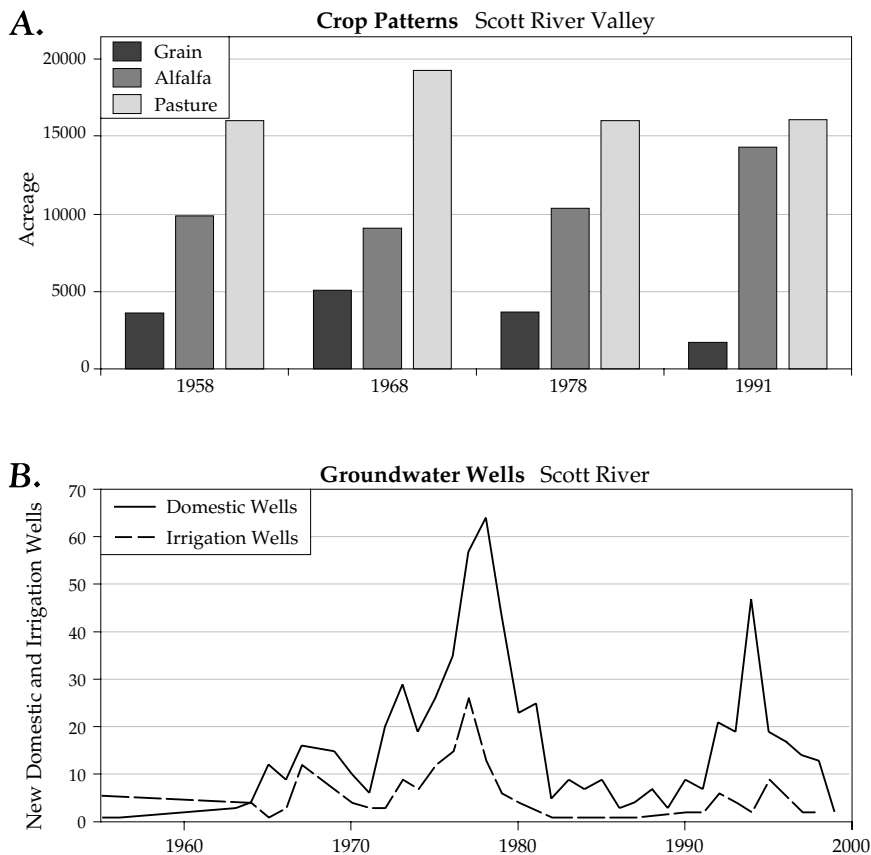 A.
Crop Patterns Scott River Valley
Grain
Alfalfa
Pasture
Acreage
20000
15000
10000
5000
0
1958 1968 1978 1991
B.
Groundwater Wells Scott River
Domestic Wells
Irrigation Wells
New Domestic and Irrigation Wells
70
60
50
40
30
20
10
0
1960 1970 1980 1990 2000